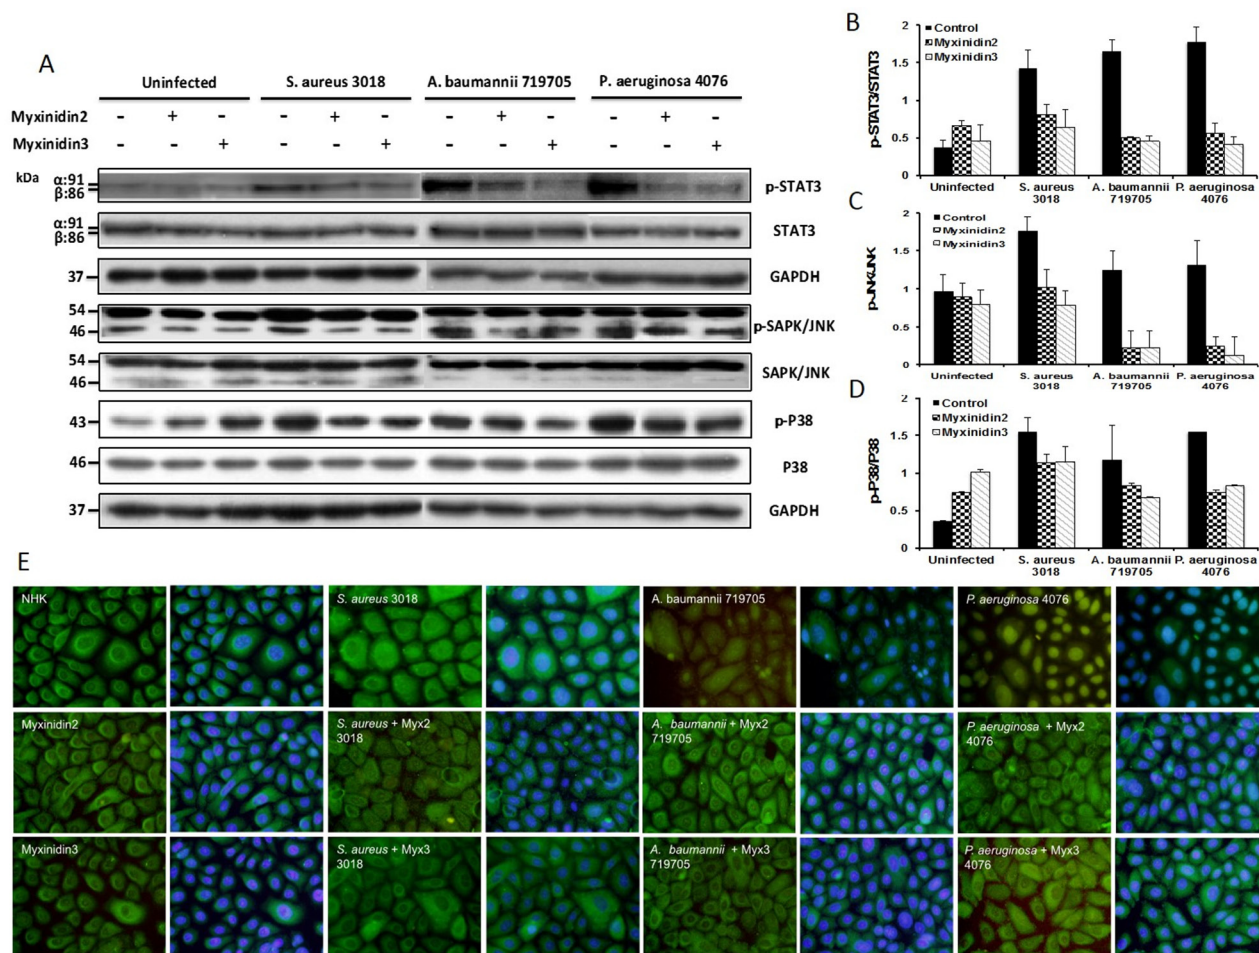 A
Uninfected S. aureus 3018 A. baumannii 719705 P. aeruginosa 4076
Myxinidin2 - + - - + - - + - - + -
Myxinidin3 - - + - - + - - + - - +
kDa
α:91
β:86
p-STAT3
α:91
β:86
STAT3
37
GAPDH
54
46
p-SAPK/JNK
54
46
SAPK/JNK
43
p-P38
46
P38
37
GAPDH
B
p-STAT3/STAT3
2
1.5
1
0.5
0
Control
Myxinidin2
Myxinidin3
Uninfected S. aureus A. baumannii P. aeruginosa
3018 719705 4076
C
p-JNK/JNK
2
1.5
1
0.5
0
Control
Myxinidin2
Myxinidin3
Uninfected S. aureus A. baumannii P. aeruginosa
3018 719705 4076
D
p-P38/P38
2
1.5
1
0.5
0
Control
Myxinidin2
Myxinidin3
Uninfected S. aureus A. baumannii P. aeruginosa
3018 719705 4076
E
NHK
S. aureus 3018
A. baumannii 719705
P. aeruginosa 4076
Myxinidin2
S. aureus + Myx2
3018
A. baumannii + Myx2
719705
P. aeruginosa + Myx2
4076
Myxinidin3
S. aureus + Myx3
3018
A. baumannii + Myx3
719705
P. aeruginosa + Myx3
4076